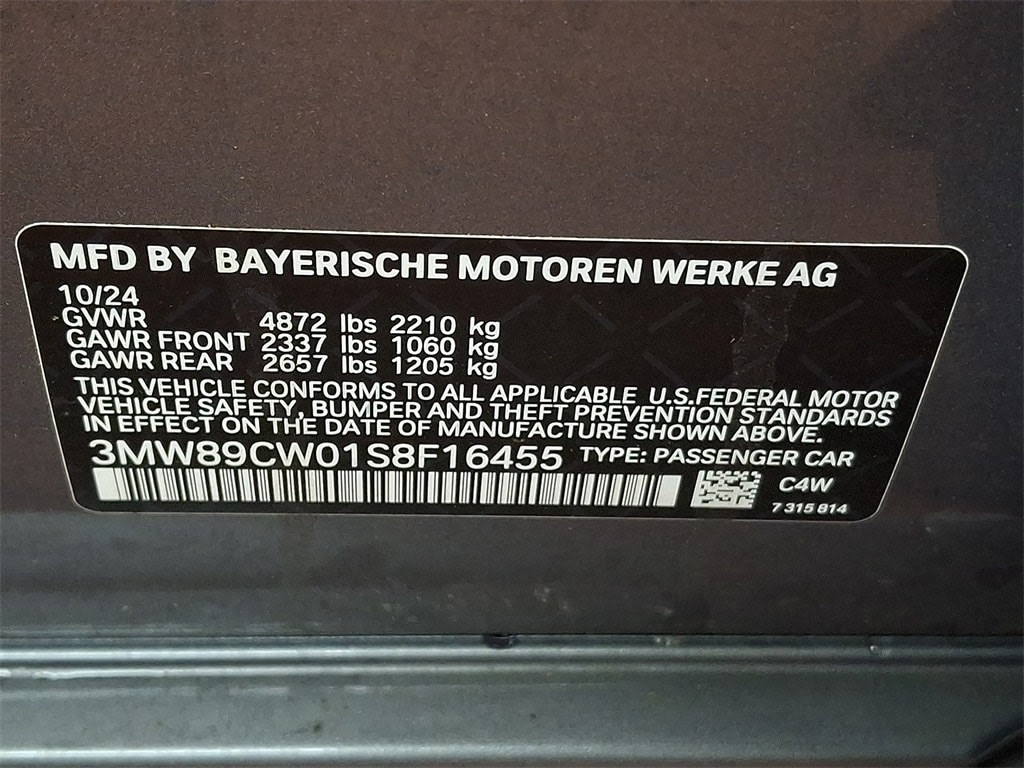 MFD BY BAYERISCHE MOTOREN WERKE AG
10/24
GVWR 4872 lbs 2210 kg
GAWR FRONT 2337 lbs 1060 kg
GAWR REAR 2657 lbs 1205 kg
THIS VEHICLE CONFORMS TO ALL APPLICABLE U.S.FEDERAL MOTOR
VEHICLE SAFETY, BUMPER AND THEFT PREVENTION STANDARDS
IN EFFECT ON THE DATE OF MANUFACTURE SHOWN ABOVE.
3MW89CW01S8F16455 TYPE: PASSENGER CAR
C4W
7 315 814